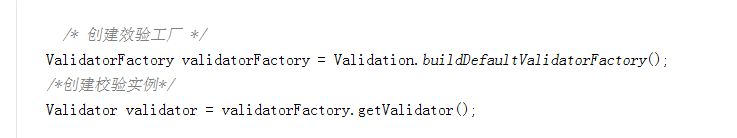 /* 创建效验工厂 */
ValidatorFactory validatorFactory = Validation.buildDefaultValidatorFactory();
/*创建校验实例*/
Validator validator = validatorFactory.getValidator();